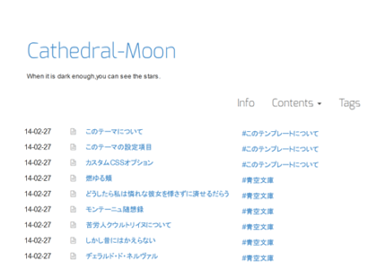 Cathedral-Moon
When it is dark enough,you can see the stars.
Info Contents Tags
14-02-27 このテーマについて #このテンプレートについて
14-02-27 このテーマの設定項目 #このテンプレートについて
14-02-27 カスタムCSSオプション #このテンプレートについて
14-02-27 燃ゆる頰 #青空文庫
14-02-27 どうしたら私は憐れな彼女を悸さずに濟せるだらう #青空文庫
14-02-27 モンテーニュ随想録 #青空文庫
14-02-27 苦労人クウルトリイヌについて #青空文庫
14-02-27 しかし昔にはかえらない #青空文庫
14-02-27 ヂェラルド・ド・ネルヴァル #青空文庫